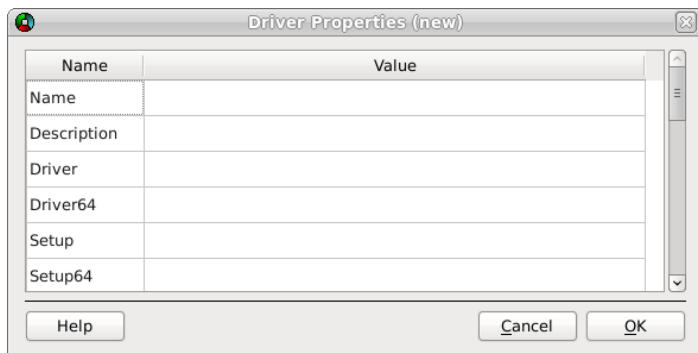 Driver Properties (new)
Name Value
Name
Description
Driver
Driver64
Setup
Setup64
Help Cancel OK